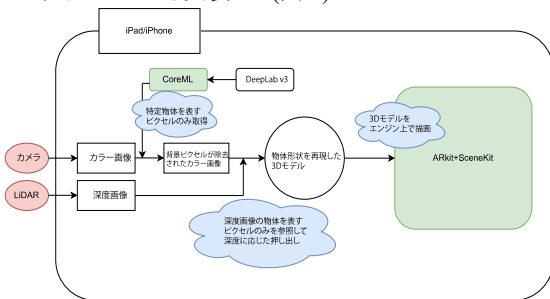 iPad/iPhone
CoreML
DeepLab v3
特定物体を表す
ピクセルのみ取得
3Dモデルを
エンジン上で描画
カメラ
カラー画像
背景ピクセルが除去
されたカラー画像
物体形状を再現した
3Dモデル
ARkit+SceneKit
LiDAR
深度画像
深度画像の物体を表す
ピクセルのみを参照して
深度に応じた押し出し